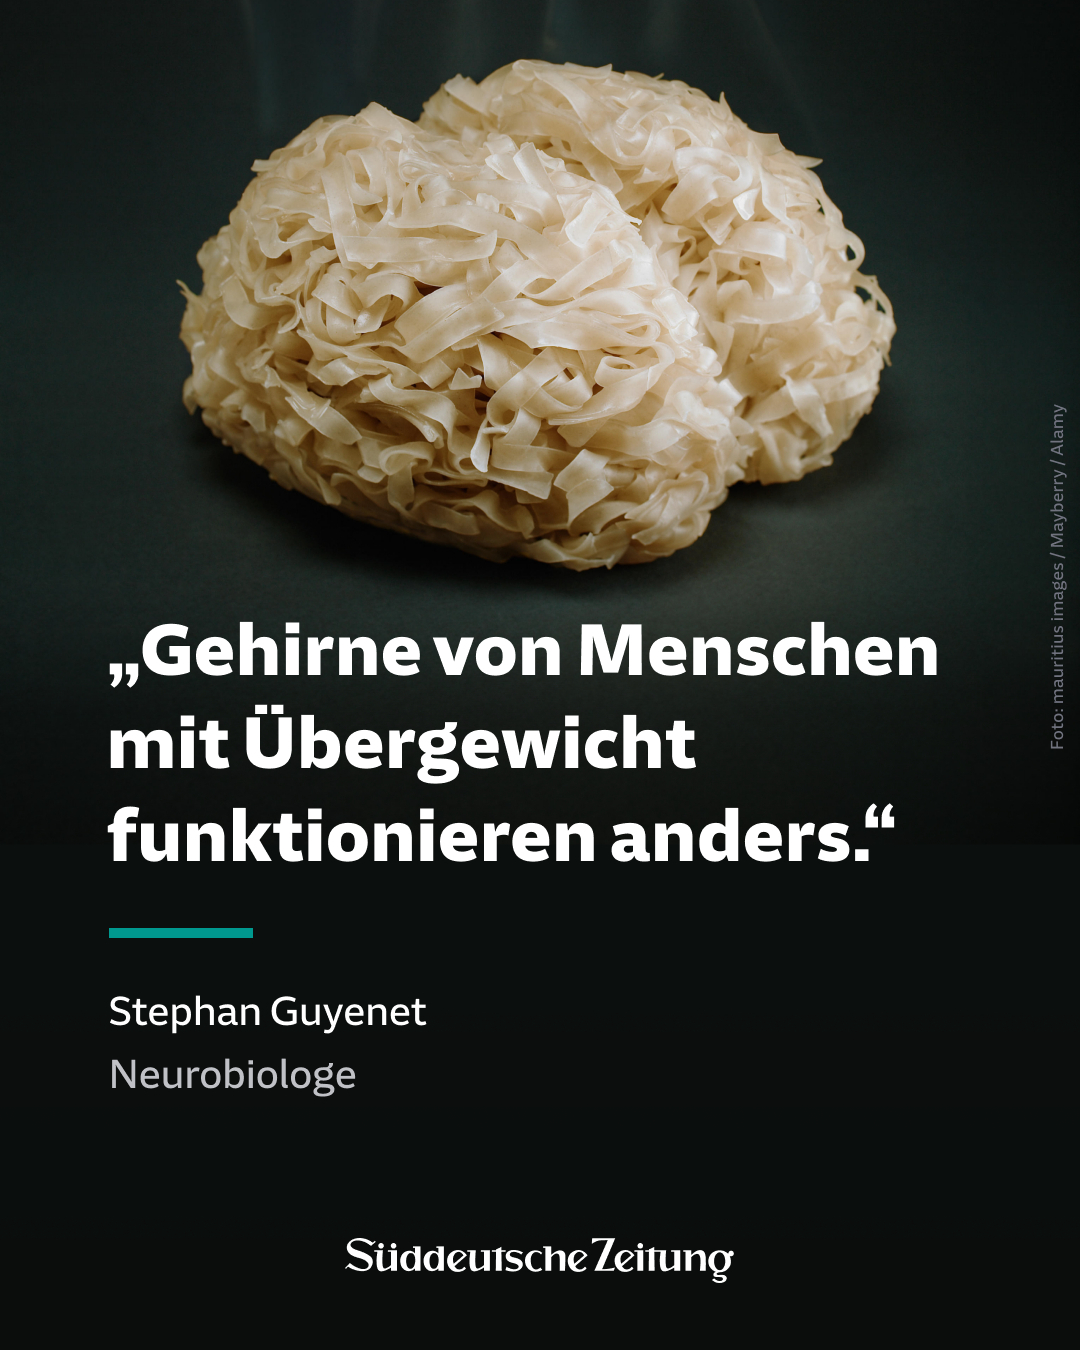 „Gehirne von Menschen
mit Übergewicht
funktionieren anders.“
Stephan Guyenet
Neurobiologe
Süddeutsche Zeitung
Foto: mauritius images / Mayberry / Alamy